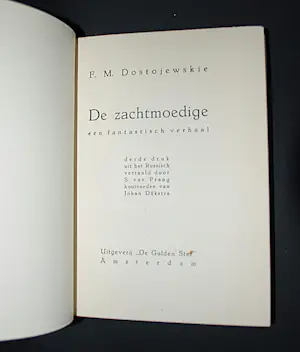 F. M. Dostojewskie
De zachtmoedige
een fantastisch verhaal
derde druk
uit het Russisch
vertaald door
S. van Praag
houtsneden van
Johan Dijkstra
Uitgeverij „De Gulden Ster”
Amsterdam